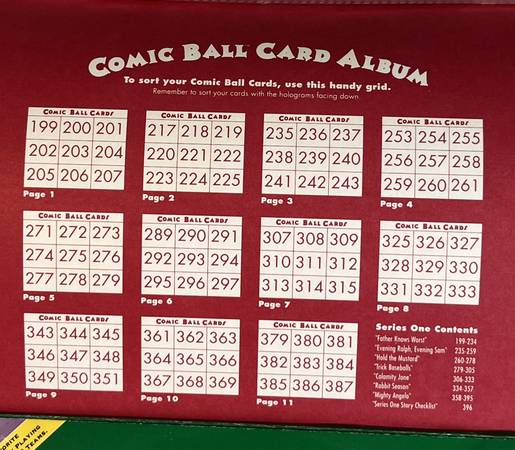 COMIC BALL™ CARD ALBUM
To sort your Comic Ball Cards, use this handy grid.
Remember to sort your cards with the holograms facing down.
COMIC BALL CARDS
199 200 201
202 203 204
205 206 207
Page 1
COMIC BALL CARDS
217 218 219
220 221 222
223 224 225
Page 2
COMIC BALL CARDS
235 236 237
238 239 240
241 242 243
Page 3
COMIC BALL CARDS
253 254 255
256 257 258
259 260 261
Page 4
COMIC BALL CARDS
271 272 273
274 275 276
277 278 279
Page 5
COMIC BALL CARDS
289 290 291
292 293 294
295 296 297
Page 6
COMIC BALL CARDS
307 308 309
310 311 312
313 314 315
Page 7
COMIC BALL CARDS
325 326 327
328 329 330
331 332 333
Page 8
COMIC BALL CARDS
343 344 345
346 347 348
349 350 351
Page 9
COMIC BALL CARDS
361 362 363
364 365 366
367 368 369
Page 10
COMIC BALL CARDS
379 380 381
382 383 384
385 386 387
Page 11
Series One Contents
"Father Knows Worst" 199-234
"Evening Ralph, Evening Sam" 235-259
"Hold the Mustard" 260-278
"Trick Baseballs" 279-305
"Calamity Jane" 306-333
"Rabbit Season" 334-357
"Mighty Angelo" 358-395
"Series One Story Checklist" 396
ORITE
PLAYING
TEAMS.